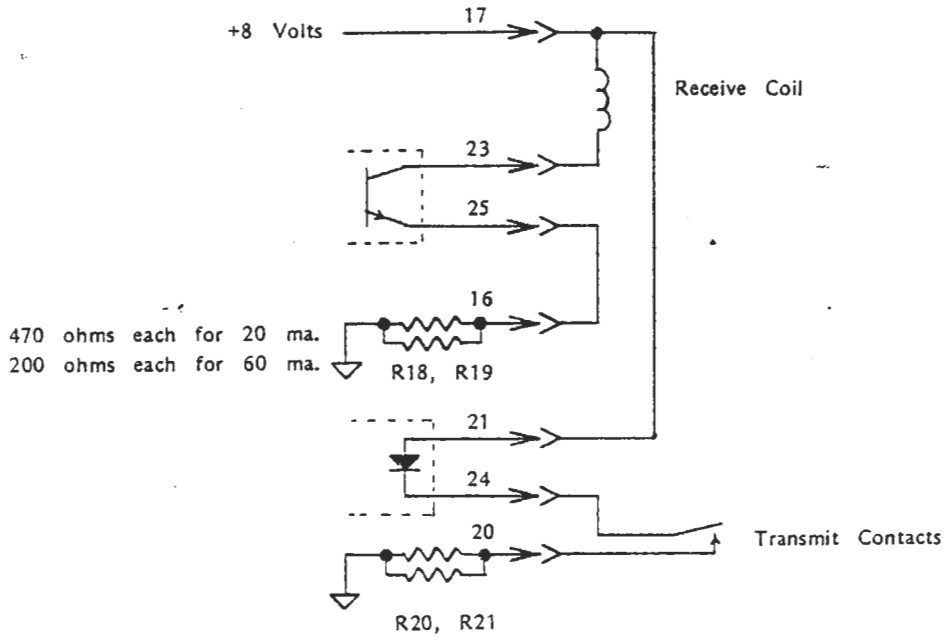 17
+8 Volts
Receive Coil
23
25
16
470 ohms each for 20 ma.
200 ohms each for 60 ma.
R18, R19
21
24
20
Transmit Contacts
R20, R21